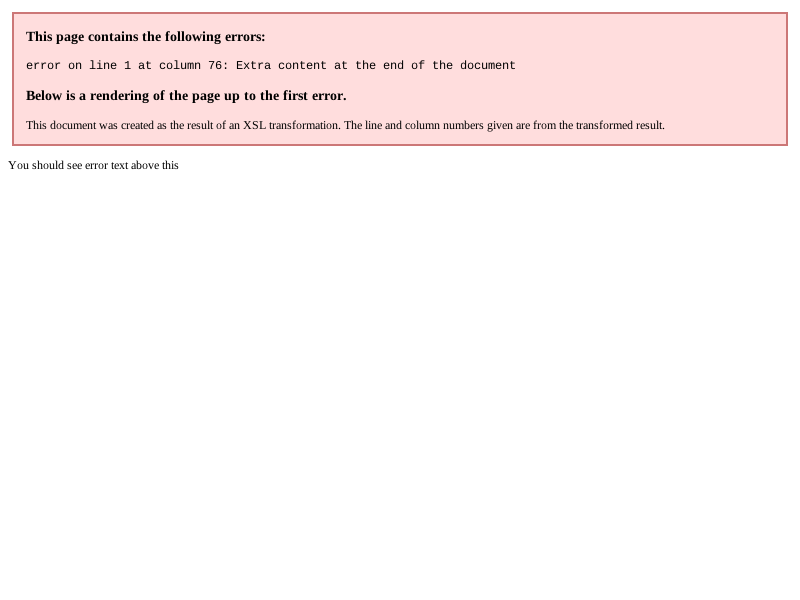 This page contains the following errors:
error on line 1 at column 76: Extra content at the end of the document
Below is a rendering of the page up to the first error.
This document was created as the result of an XSL transformation. The line and column numbers given are from the transformed result.
You should see error text above this